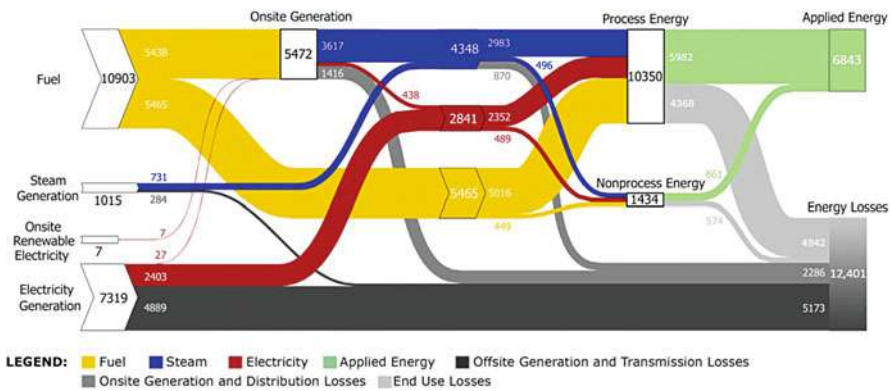 Onsite Generation
Process Energy
Applied Energy
5438
5472
3617
4348
2983
5982
6843
Fuel
10903
1416
496
870
10350
5465
438
4368
2841
2352
489
Steam
Generation
731
1015
284
5465
5016
449
Nonprocess Energy
1434
861
574
Energy Losses
Onsite
Renewable
Electricity
7
7
27
4942
12,401
2286
Electricity
Generation
7319
2403
4889
5173
LEGEND: Fuel Steam Electricity Applied Energy Offsite Generation and Transmission Losses
Onsite Generation and Distribution Losses End Use Losses